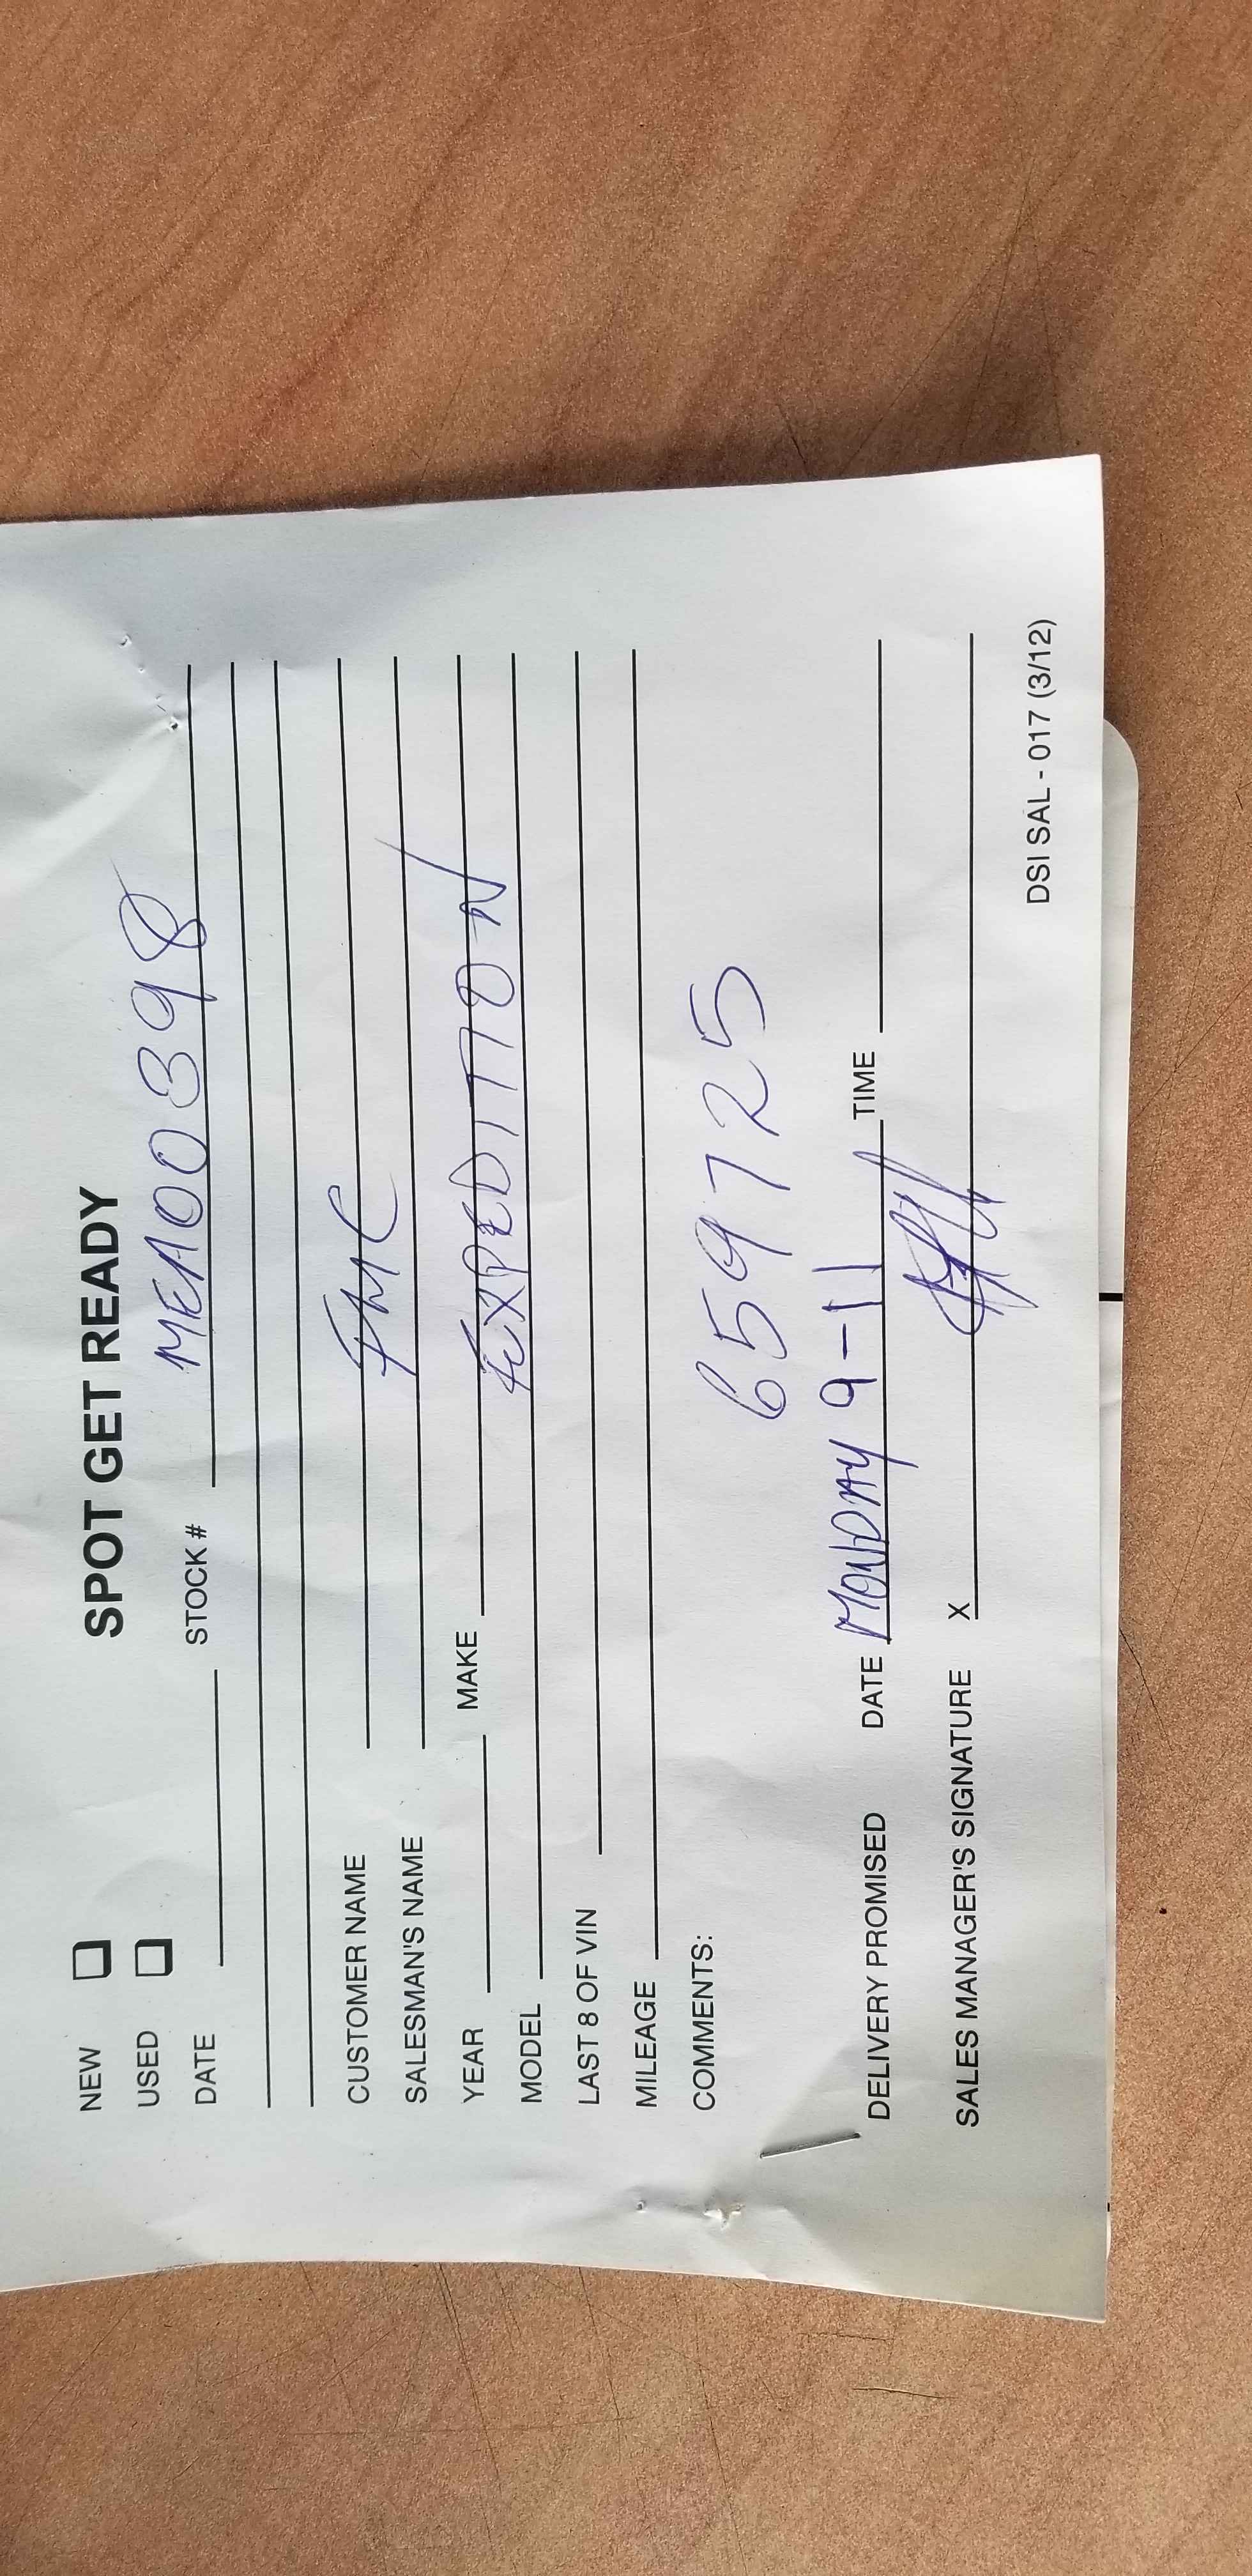 SPOT GET READY
NEW
USED
DATE STOCK # MEA00398
CUSTOMER NAME FMC
SALESMAN'S NAME
YEAR MAKE EXPEDITION
MODEL
LAST 8 OF VIN
MILEAGE
COMMENTS:
659725
DELIVERY PROMISED DATE MONDAY 9-11 TIME
SALES MANAGER'S SIGNATURE X
DSI SAL - 017 (3/12)